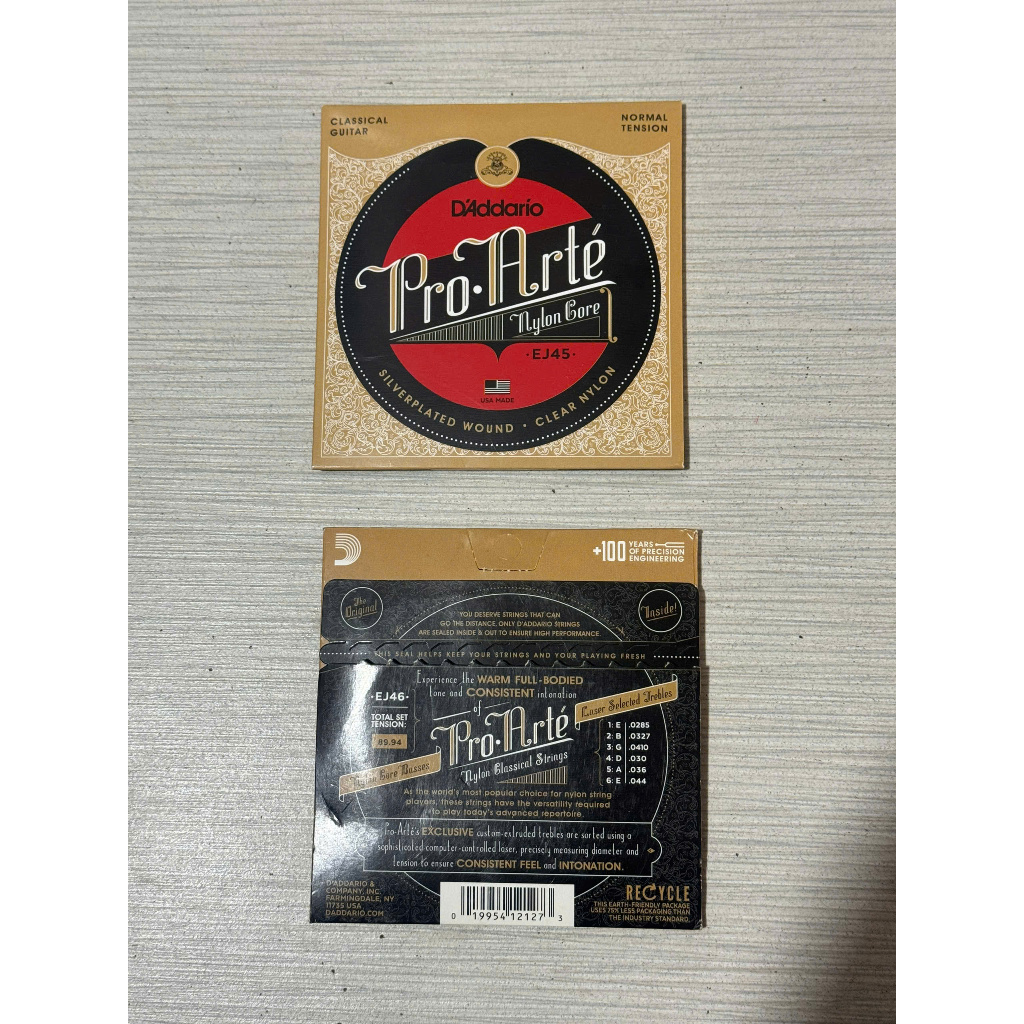 CLASSICAL
GUITAR
NORMAL
TENSION
D'Addario
Pro·Arté
Nylon Core
·EJ45·
USA MADE
SILVERPLATED WOUND · CLEAR NYLON
+100 YEARS
OF PRECISION
ENGINEERING
The
Original
Inside!
YOU DESERVE STRINGS THAT CAN
GO THE DISTANCE. ONLY D'ADDARIO STRINGS
ARE SEALED INSIDE & OUT TO ENSURE HIGH PERFORMANCE.
THIS SEAL HELPS KEEP YOUR STRINGS AND YOUR PLAYING FRESH
Experience the WARM FULL-BODIED
tone and CONSISTENT intonation
of
·EJ46·
TOTAL SET
TENSION:
89.94
Pro·Arté
Nylon Classical Strings
Laser Selected Trebles
1: E .0285
2: B .0327
3: G .0410
4: D .030
5: A .036
6: E .044
Nylon Core Basses
As the world's most popular choice for nylon string
players, these strings have the versatility required
to play today's advanced repertoire.
Pro-Arté's EXCLUSIVE custom-extruded trebles are sorted using a
sophisticated computer-controlled laser, precisely measuring diameter and
tension to ensure CONSISTENT FEEL and INTONATION.
D'ADDARIO &
COMPANY, INC.
FARMINGDALE, NY
11735 USA
DADDARIO.COM
0 19954 12127 3
RECYCLE
THIS EARTH-FRIENDLY PACKAGE
USES 75% LESS PACKAGING THAN
THE INDUSTRY STANDARD.